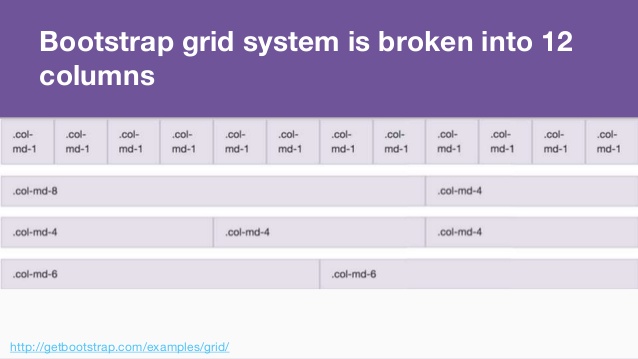 Bootstrap grid system is broken into 12
columns
.col- .col- .col- .col- .col- .col- .col- .col- .col- .col- .col- .col-
md-1 md-1 md-1 md-1 md-1 md-1 md-1 md-1 md-1 md-1 md-1 md-1
.col-md-8 .col-md-4
.col-md-4 .col-md-4 .col-md-4
.col-md-6 .col-md-6
http://getbootstrap.com/examples/grid/